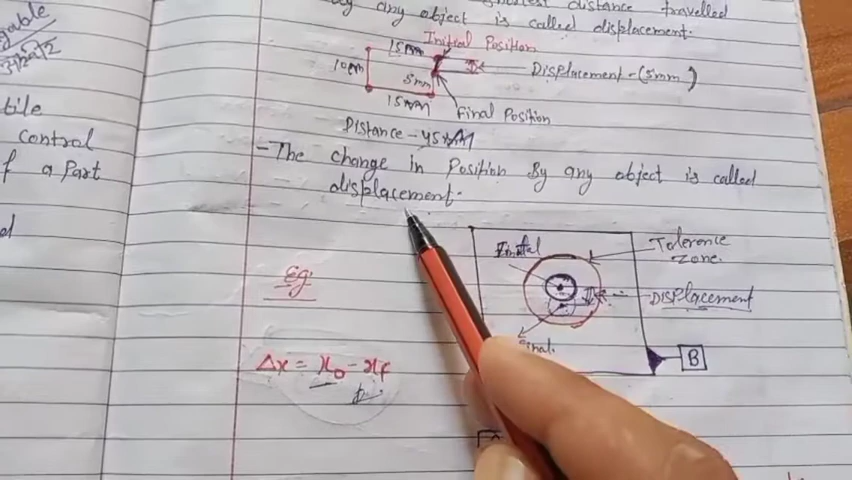 distance travelled
by any object is called displacement.
Initial Position
15mm
10mm
5mm
Displacement-(5mm)
15mm
Final Position
Distance - 45mm
- The change in Position By any object is called
displacement.
tile
control
f a Part
Tolerence
zone.
Displacement
Eg.
Final.
Δx = x₀ - xf
B